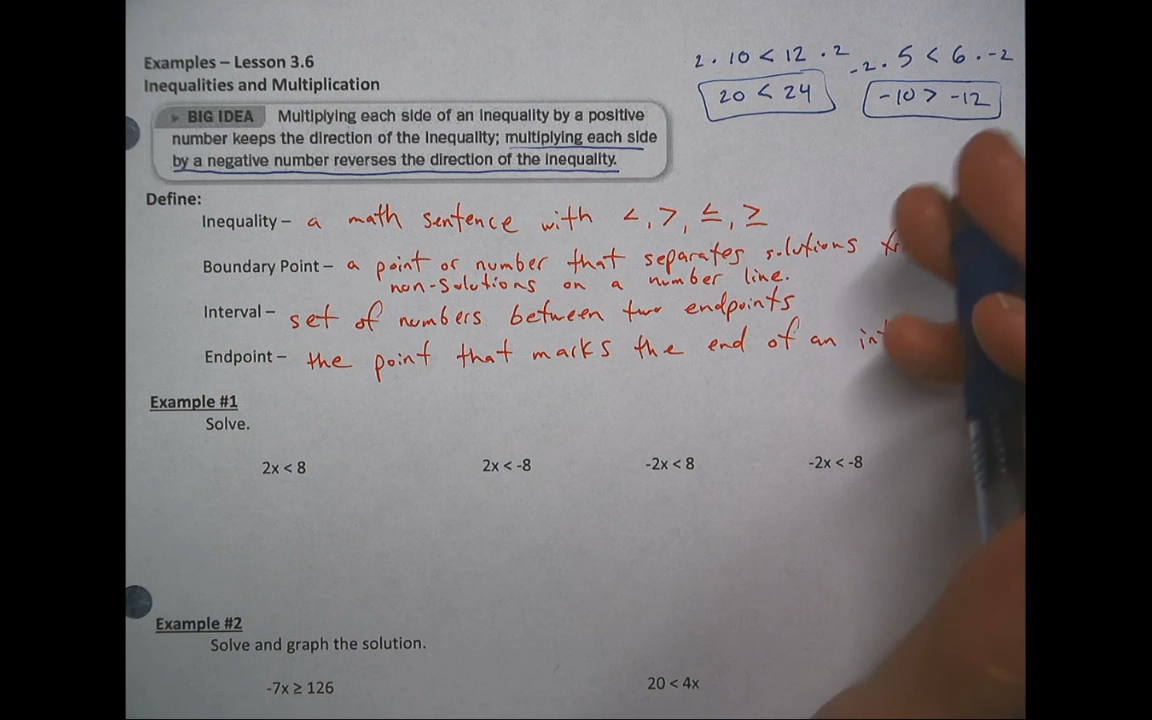 Examples – Lesson 3.6
Inequalities and Multiplication
2 · 10 < 12 · 2
20 < 24
-2 · 5 < 6 · -2
-10 > -12
▸ BIG IDEA Multiplying each side of an inequality by a positive
number keeps the direction of the inequality; multiplying each side
by a negative number reverses the direction of the inequality.
Define:
Inequality – a math sentence with <, >, ≤, ≥
Boundary Point – a point or number that separates solutions
non-solutions on a number line.
Interval – set of numbers between two endpoints
Endpoint – the point that marks the end of an
Example #1
Solve.
2x < 8 2x < -8 -2x < 8 -2x < -8
Example #2
Solve and graph the solution.
-7x ≥ 126 20 < 4x